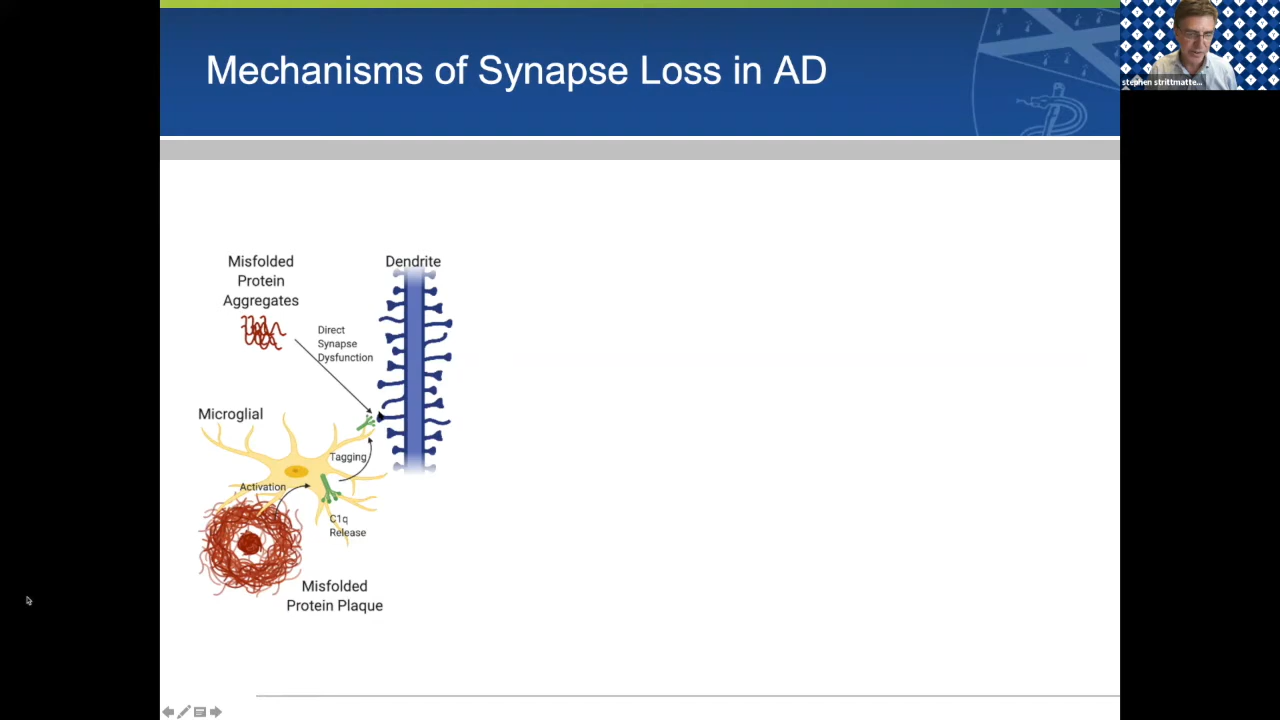 Mechanisms of Synapse Loss in AD
stephen strittmatte...
Misfolded
Protein
Aggregates
Dendrite
Direct
Synapse
Dysfunction
Microglial
Tagging
Activation
C1q
Release
Misfolded
Protein Plaque